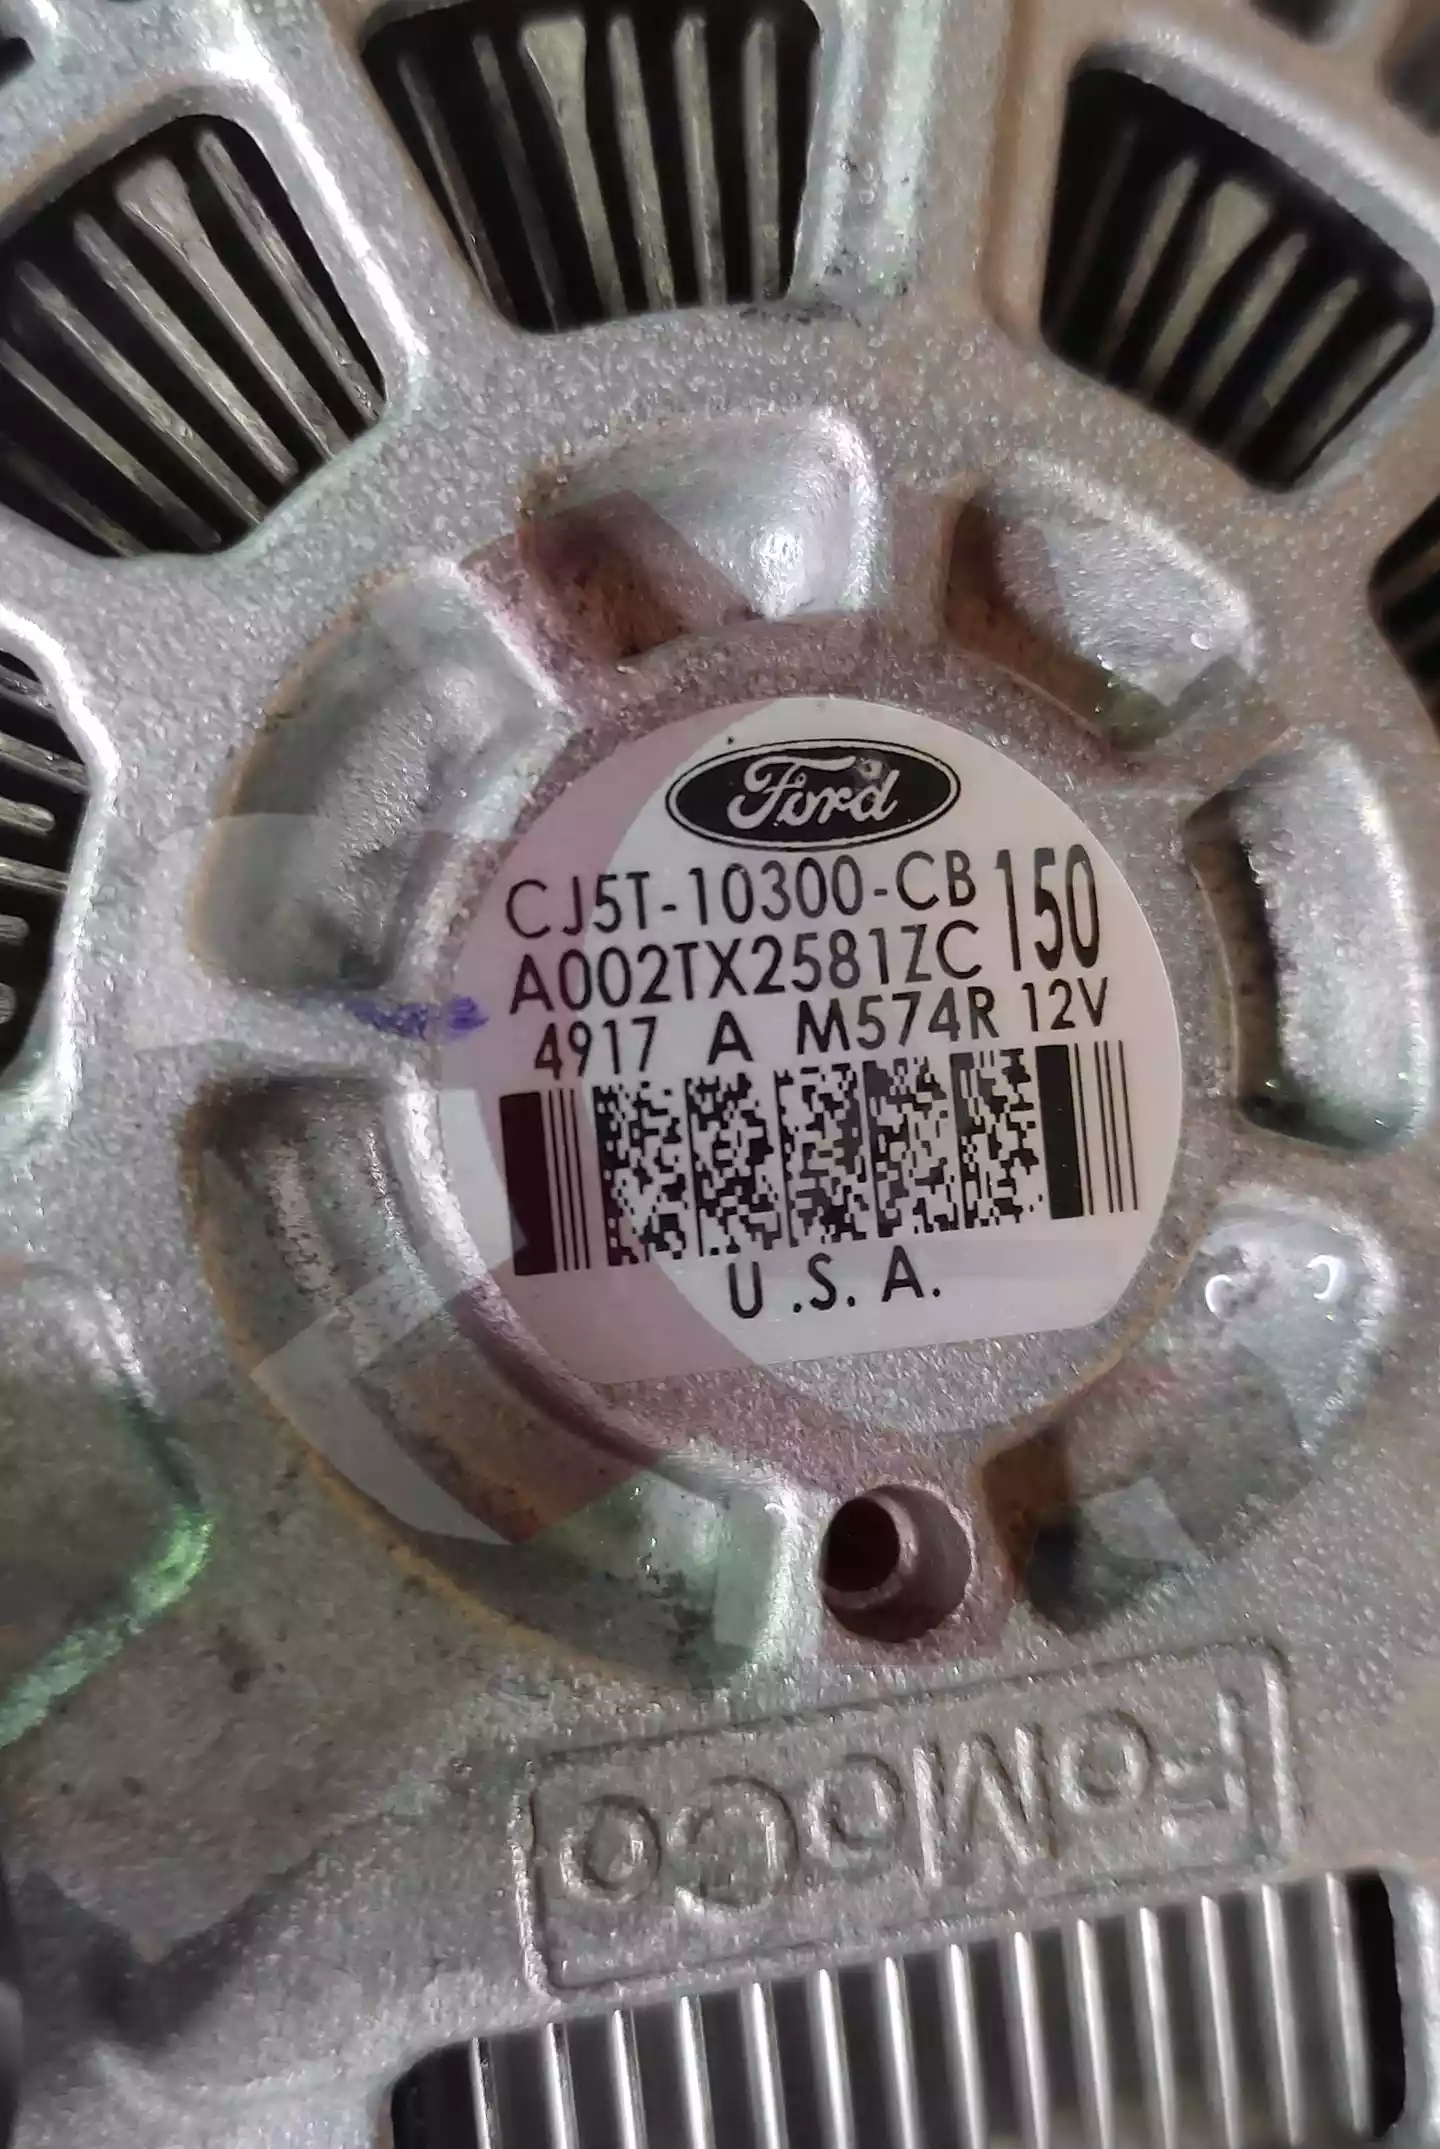 Ford
CJ5T-10300-CB 150
A002TX2581ZC
4917 A M574R 12V
U.S.A.
FoMoCo